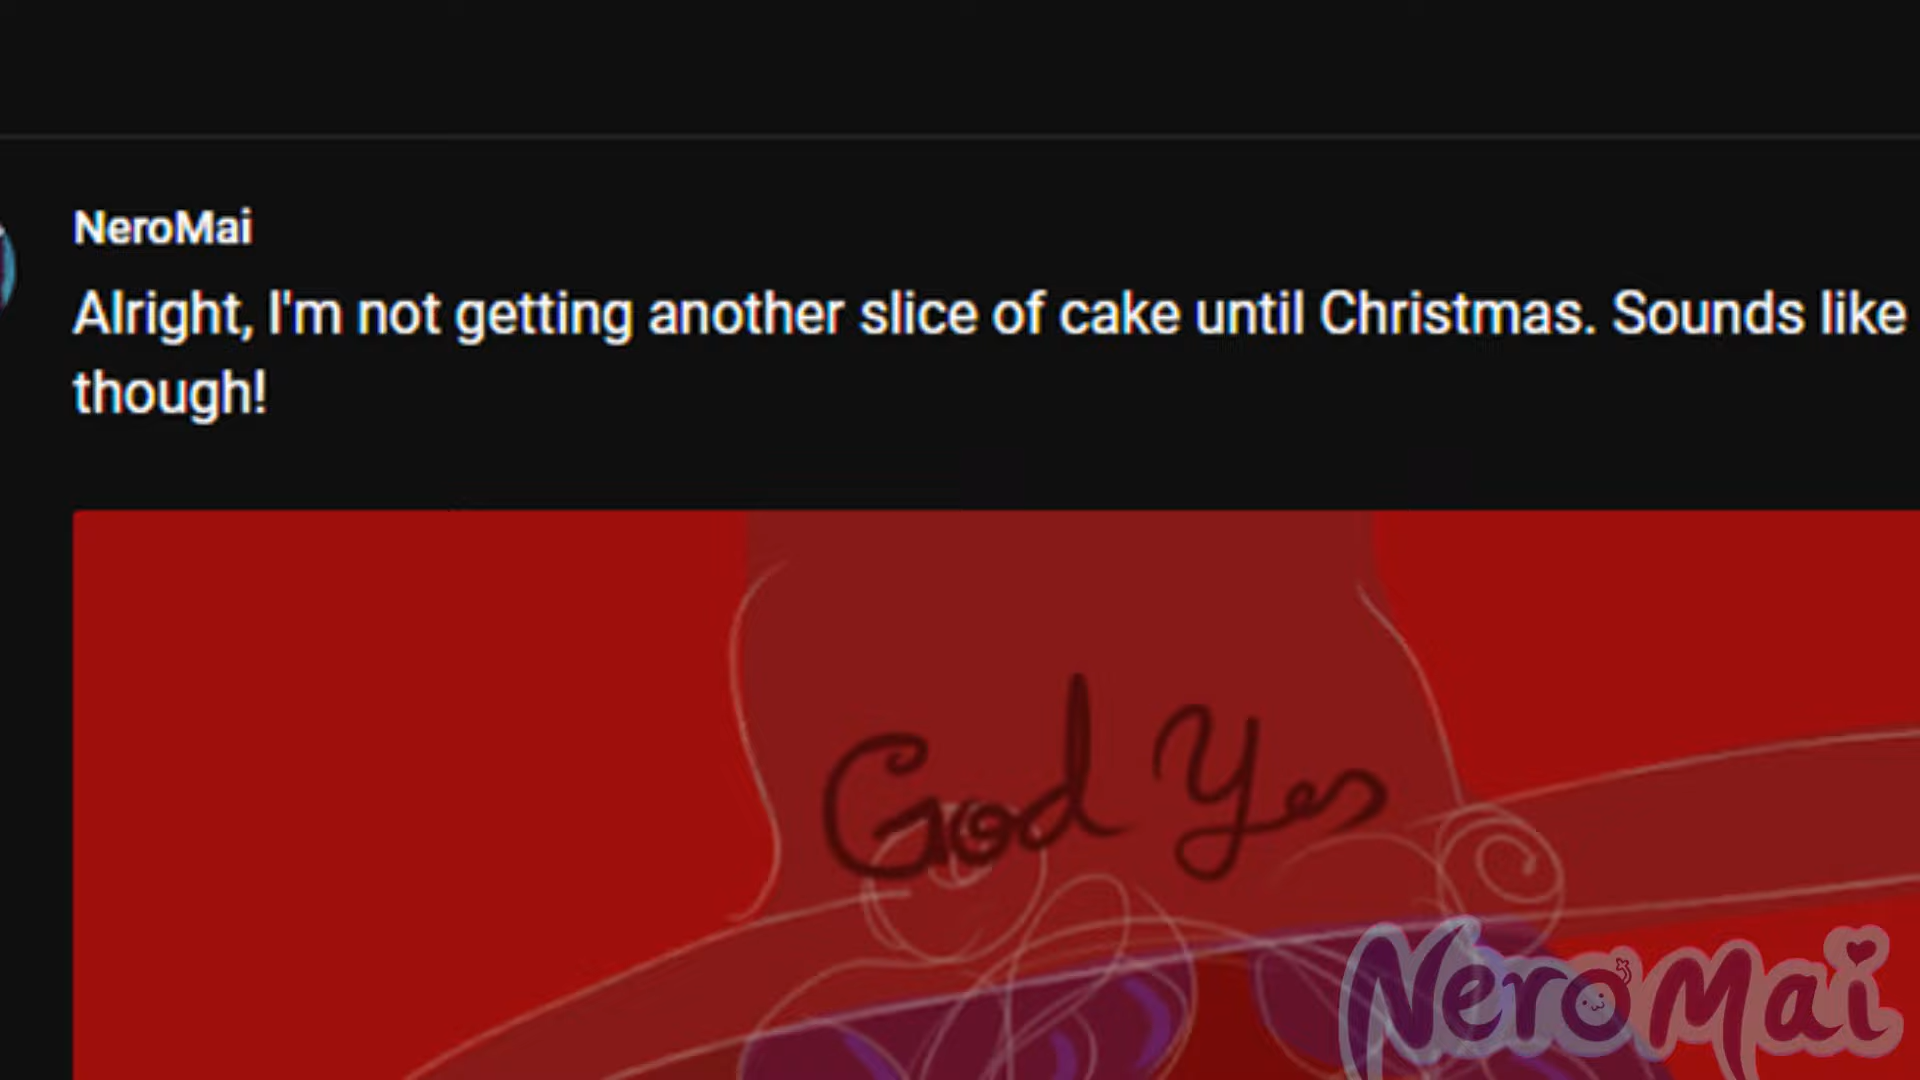 NeroMai
Alright, I'm not getting another slice of cake until Christmas. Sounds like
though!
God Yes
NeroMai